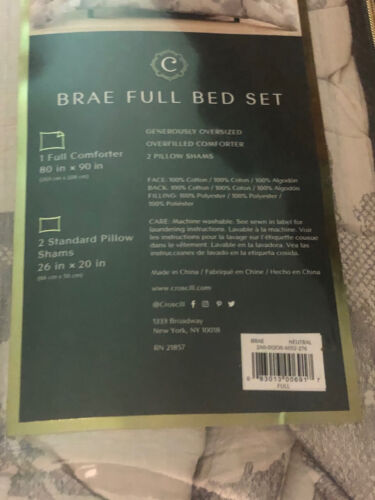 C
BRAE FULL BED SET
GENEROUSLY OVERSIZED
OVERFILLED COMFORTER
2 PILLOW SHAMS
1 Full Comforter
80 in x 90 in
FACE: 100% Cotton / 100% Coton / 100% Algodón
BACK: 100% Cotton / 100% Coton / 100% Algodón
FILLING: 100% Polyester / 100% Polyester /
100% Poliéster
2 Standard Pillow
Shams
26 in x 20 in
CARE: Machine washable. See sewn in label for
laundering instructions. Lavable à la machine. Voir
les instructions pour la lavage sur l'étiquette cousue
dans le vêtement. Lavable en la lavadora. Vea las
instrucciones de lavado en la etiqueta cosida.
Made in China / Fabriqué en Chine / Hecho en China
www.croscill.com
@Croscill
1333 Broadway
New York, NY 10018
RN 21857
BRAE NEUTRAL
0 83013 00691 7
FULL